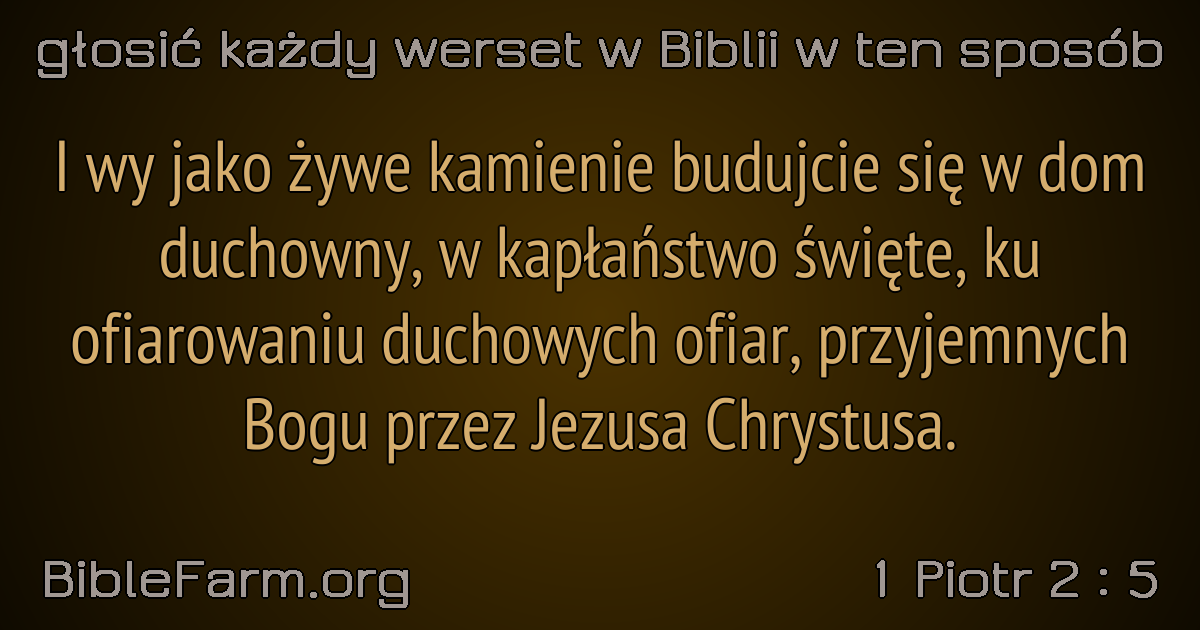 głosić każdy werset w Biblii w ten sposób
I wy jako żywe kamienie budujcie się w dom
duchowny, w kapłaństwo święte, ku
ofiarowaniu duchowych ofiar, przyjemnych
Bogu przez Jezusa Chrystusa.
BibleFarm.org
1 Piotr 2 : 5